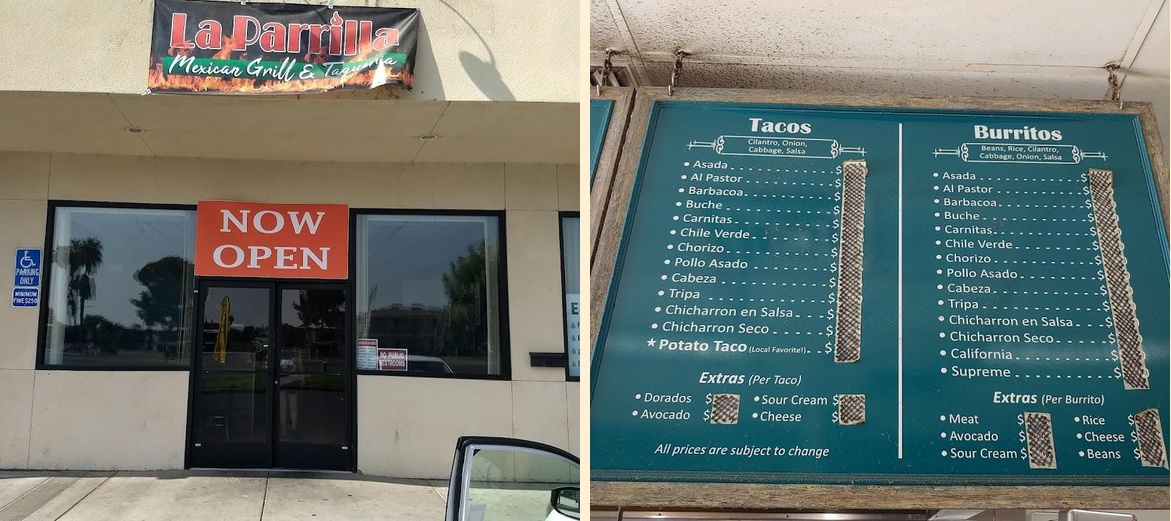 La Parrilla
Mexican Grill & Taqueria
NOW
OPEN
PARKING
ONLY
MINIMUM
FINE $250
NO PUBLIC
RESTROOMS
Tacos
Cilantro, Onion,
Cabbage, Salsa
• Asada $
• Al Pastor $
• Barbacoa $
• Buche $
• Carnitas $
• Chile Verde $
• Chorizo $
• Pollo Asado $
• Cabeza $
• Tripa $
• Chicharron en Salsa $
• Chicharron Seco $
★ Potato Taco (Local Favorite!) $
Extras (Per Taco)
• Dorados $ • Sour Cream $
• Avocado $ • Cheese $
All prices are subject to change
Burritos
Beans, Rice, Cilantro,
Cabbage, Onion, Salsa
• Asada $
• Al Pastor $
• Barbacoa $
• Buche $
• Carnitas $
• Chile Verde $
• Chorizo $
• Pollo Asado $
• Cabeza $
• Tripa $
• Chicharron en Salsa $
• Chicharron Seco $
• California $
• Supreme $
Extras (Per Burrito)
• Meat $ • Rice $
• Avocado $ • Cheese $
• Sour Cream $ • Beans $